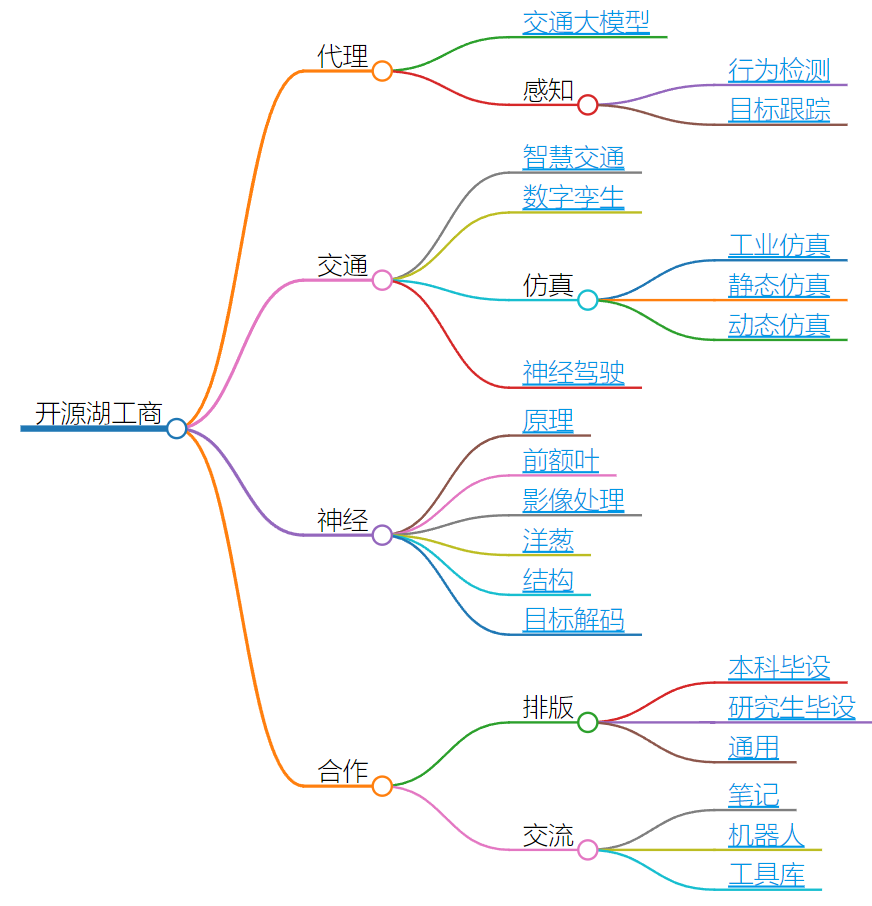 开源湖工商
代理
交通大模型
感知
行为检测
目标跟踪
交通
智慧交通
数字孪生
仿真
工业仿真
静态仿真
动态仿真
神经驾驶
神经
原理
前额叶
影像处理
洋葱
结构
目标解码
合作
排版
本科毕设
研究生毕设
通用
交流
笔记
机器人
工具库